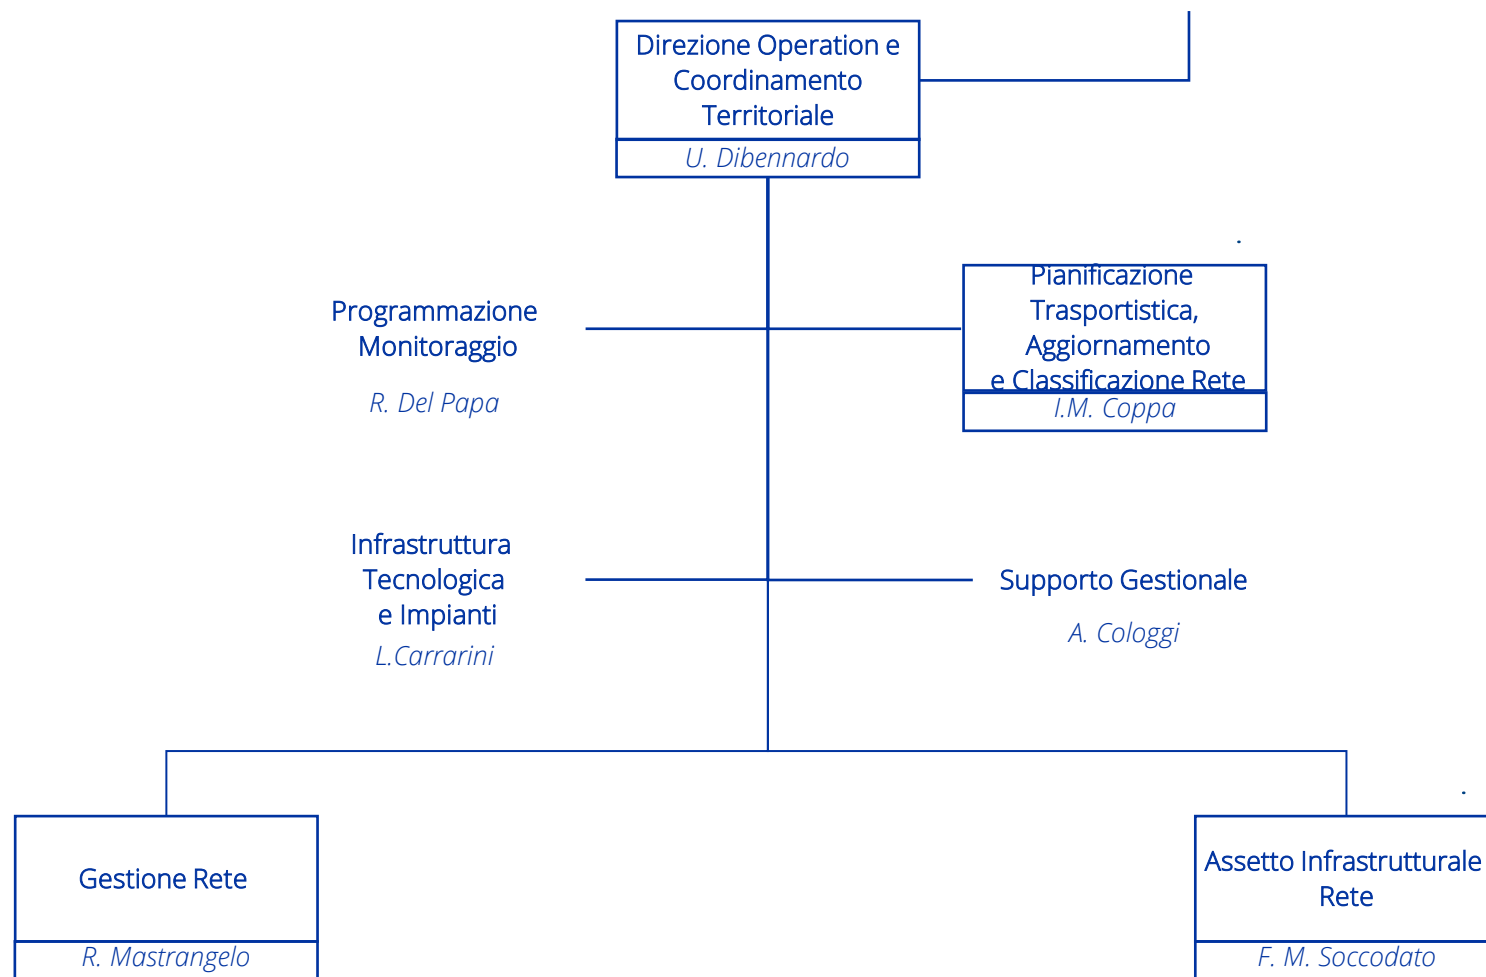 Direzione Operation e
Coordinamento
Territoriale
U. Dibennardo
Programmazione
Monitoraggio
R. Del Papa
Pianificazione
Trasportistica,
Aggiornamento
e Classificazione Rete
I.M. Coppa
Infrastruttura
Tecnologica
e Impianti
L.Carrarini
Supporto Gestionale
A. Cologgi
Gestione Rete
R. Mastrangelo
Assetto Infrastrutturale
Rete
F. M. Soccodato